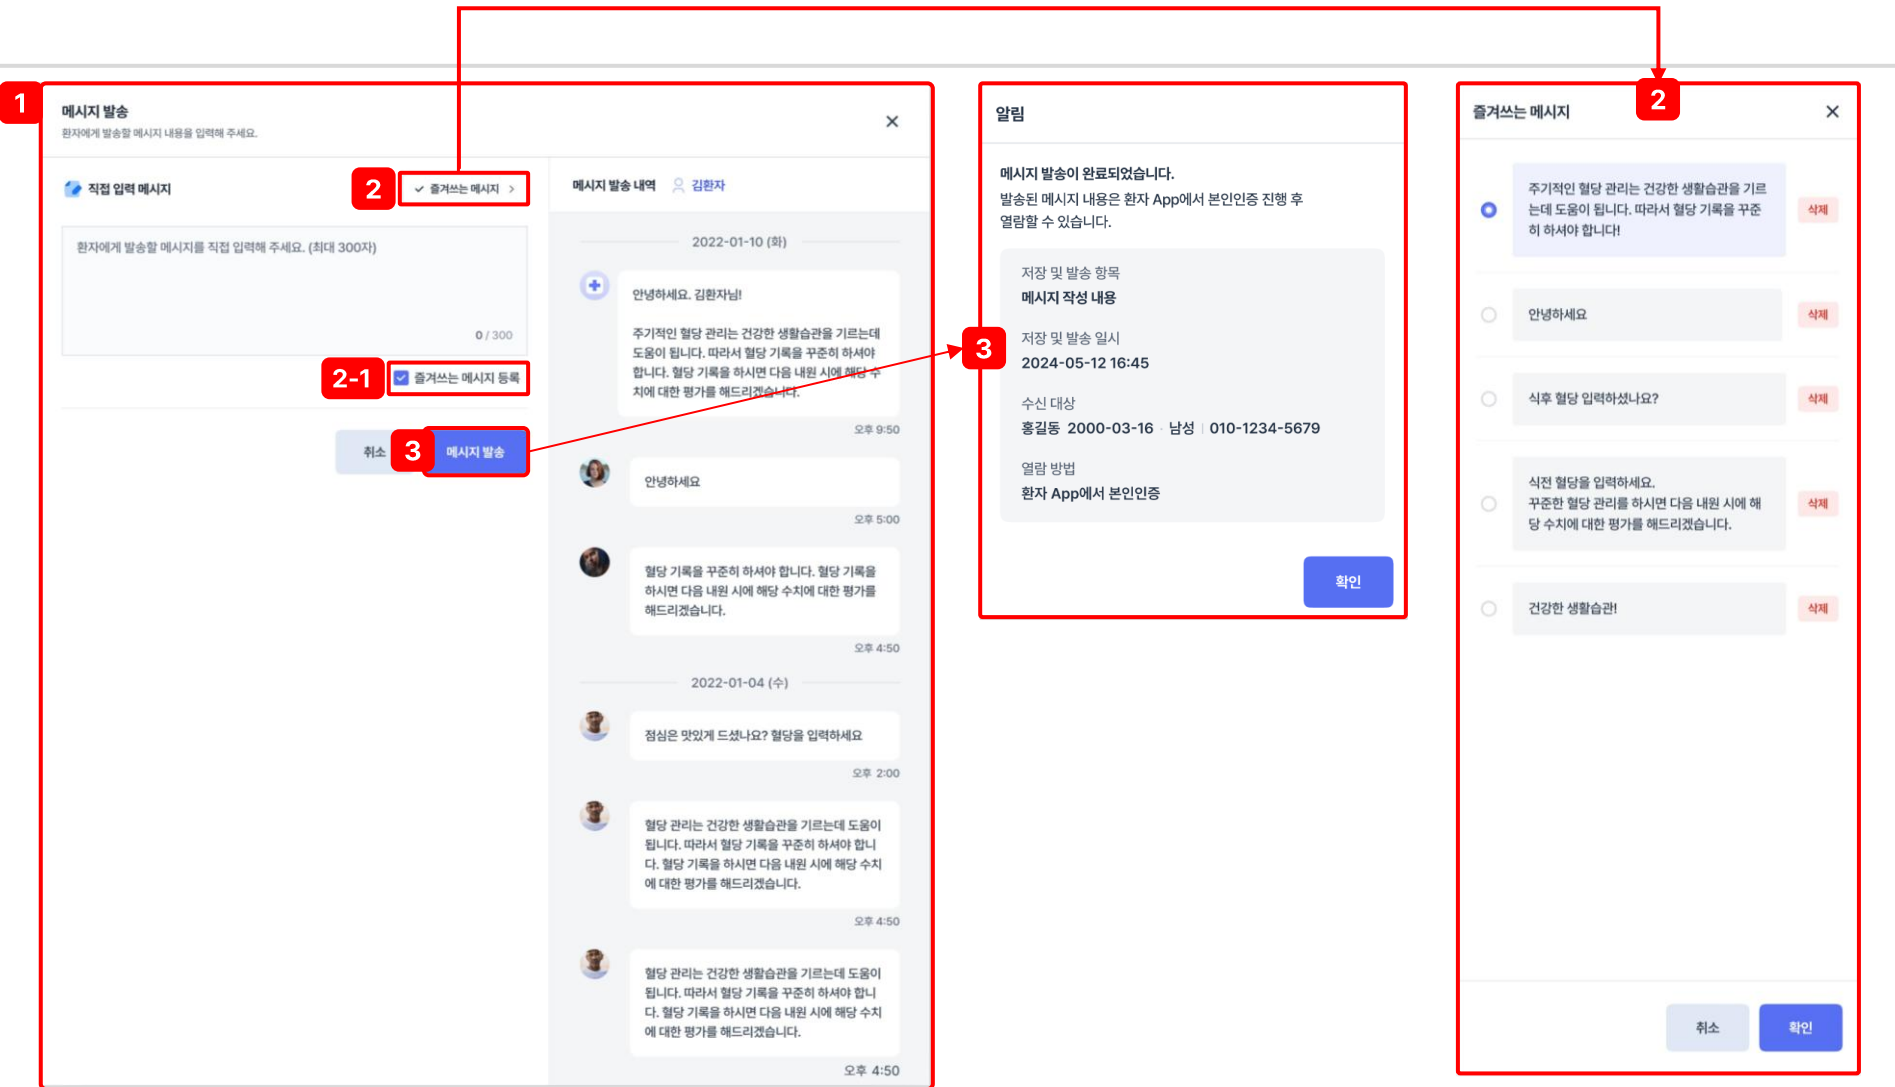 1
메시지 발송
환자에게 발송할 메시지 내용을 입력해 주세요.
직접 입력 메시지
2
즐겨쓰는 메시지
환자에게 발송할 메시지를 직접 입력해 주세요. (최대 300자)
0 / 300
2-1
즐겨쓰는 메시지 등록
취소
3
메시지 발송
메시지 발송 내역
김환자
2022-01-10 (화)
안녕하세요. 김환자님!
주기적인 혈당 관리는 건강한 생활습관을 기르는데
도움이 됩니다. 따라서 혈당 기록을 꾸준히 하셔야
합니다. 혈당 기록을 하시면 다음 내원 시에 해당 수
치에 대한 평가를 해드리겠습니다.
오후 9:50
안녕하세요
오후 5:00
혈당 기록을 꾸준히 하셔야 합니다. 혈당 기록을
하시면 다음 내원 시에 해당 수치에 대한 평가를
해드리겠습니다.
오후 4:50
2022-01-04 (수)
점심은 맛있게 드셨나요? 혈당을 입력하세요
오후 2:00
혈당 관리는 건강한 생활습관을 기르는데 도움이
됩니다. 따라서 혈당 기록을 꾸준히 하셔야 합니
다. 혈당 기록을 하시면 다음 내원 시에 해당 수치
에 대한 평가를 해드리겠습니다.
오후 4:50
혈당 관리는 건강한 생활습관을 기르는데 도움이
됩니다. 따라서 혈당 기록을 꾸준히 하셔야 합니
다. 혈당 기록을 하시면 다음 내원 시에 해당 수치
에 대한 평가를 해드리겠습니다.
오후 4:50
알림
메시지 발송이 완료되었습니다.
발송된 메시지 내용은 환자 App에서 본인인증 진행 후
열람할 수 있습니다.
저장 및 발송 항목
메시지 작성 내용
3
저장 및 발송 일시
2024-05-12 16:45
수신 대상
홍길동 2000-03-16 · 남성 | 010-1234-5679
열람 방법
환자 App에서 본인인증
확인
2
즐겨쓰는 메시지
주기적인 혈당 관리는 건강한 생활습관을 기르
는데 도움이 됩니다. 따라서 혈당 기록을 꾸준
히 하셔야 합니다!
삭제
안녕하세요
삭제
식후 혈당 입력하셨나요?
삭제
식전 혈당을 입력하세요.
꾸준한 혈당 관리를 하시면 다음 내원 시에 해
당 수치에 대한 평가를 해드리겠습니다.
삭제
건강한 생활습관!
삭제
취소
확인